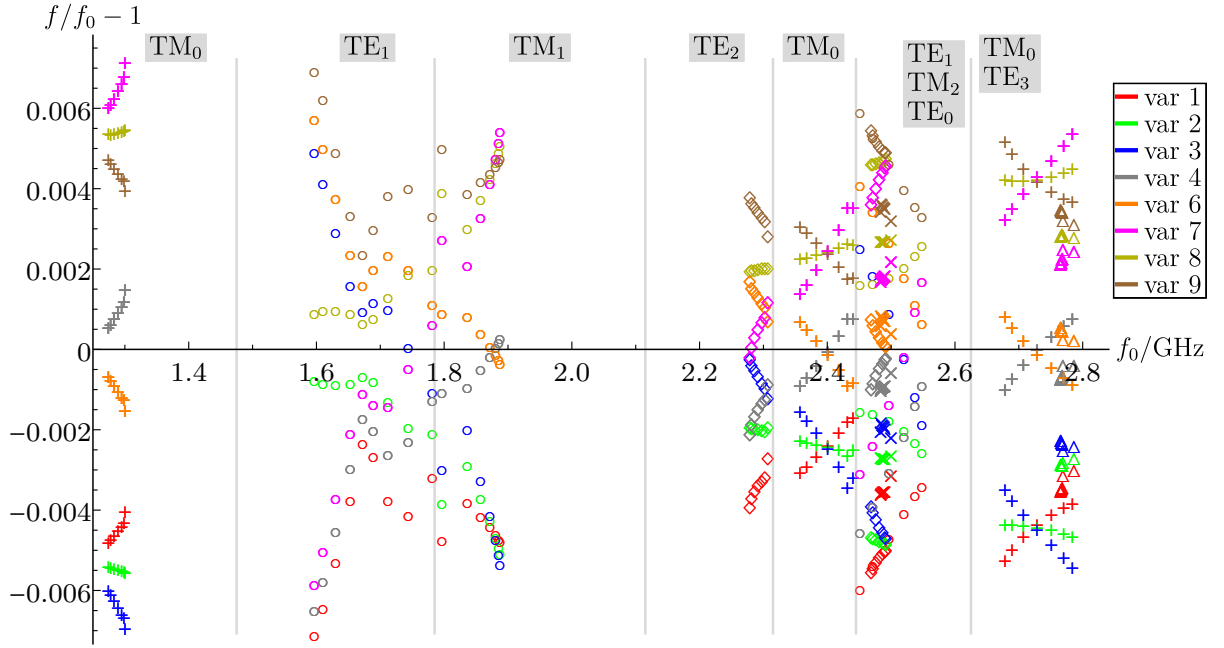 f/f₀ − 1
TM₀
TE₁
TM₁
TE₂
TM₀
TE₁
TM₂
TE₀
TM₀
TE₃
var 1
var 2
var 3
var 4
var 6
var 7
var 8
var 9
0.006
0.004
0.002
0
−0.002
−0.004
−0.006
1.4
1.6
1.8
2.0
2.2
2.4
2.6
2.8
f₀/GHz